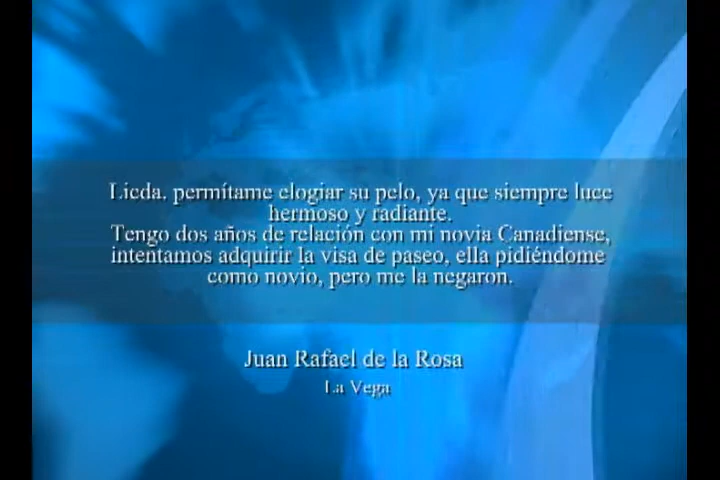 Licda. permítame elogiar su pelo, ya que siempre luce
hermoso y radiante.
Tengo dos años de relación con mi novia Canadiense,
intentamos adquirir la visa de paseo, ella pidiéndome
como novio, pero me la negaron.
Juan Rafael de la Rosa
La Vega